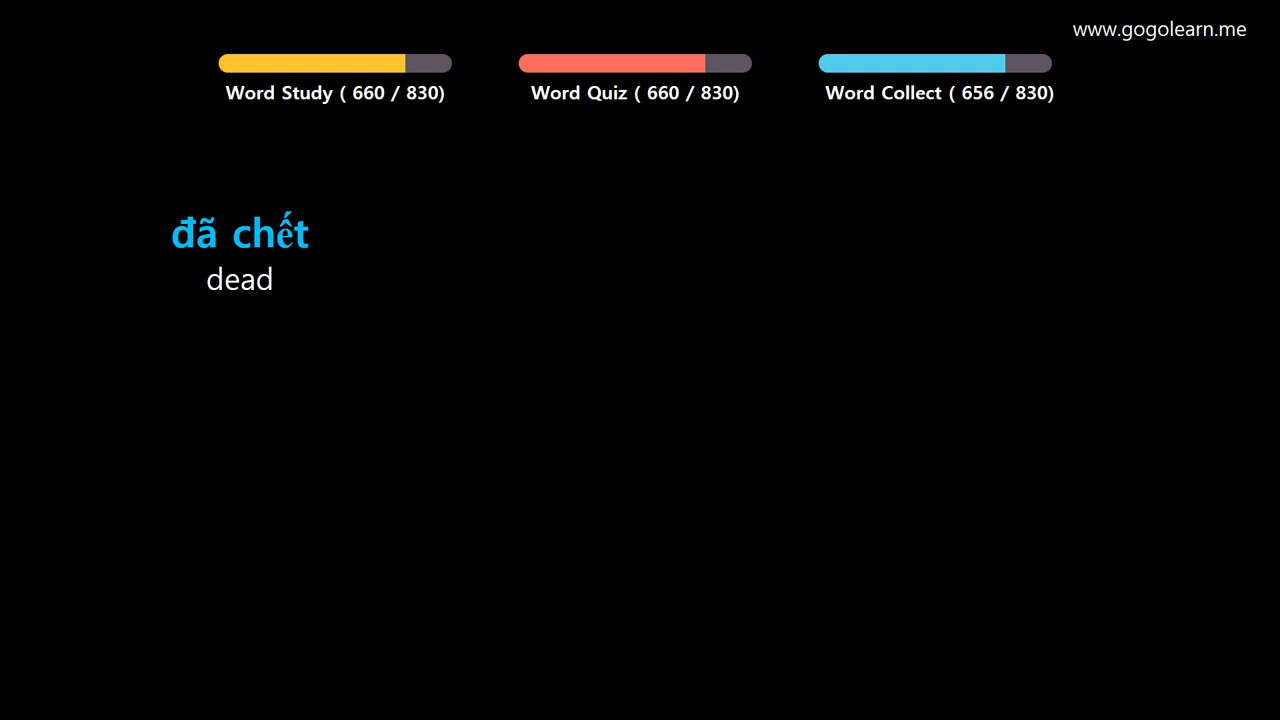 www.gogolearn.me
Word Study ( 660 / 830)
Word Quiz ( 660 / 830)
Word Collect ( 656 / 830)
đã chết
dead